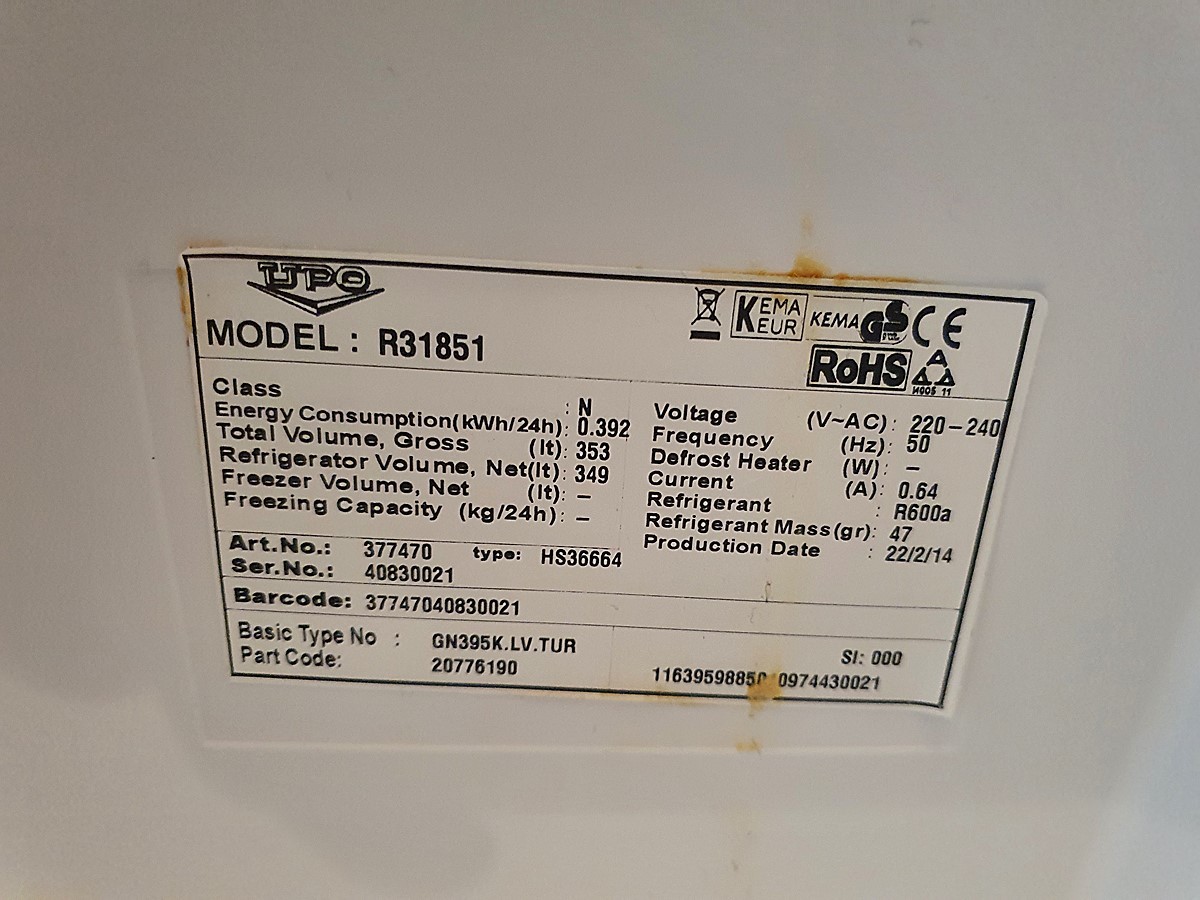 UPO
MODEL : R31851
KEMA EUR KEMA GS CE
RoHS
Class : N
Energy Consumption(kWh/24h): 0.392
Total Volume, Gross (lt): 353
Refrigerator Volume, Net(lt): 349
Freezer Volume, Net (lt): –
Freezing Capacity (kg/24h): –
Voltage (V~AC): 220-240
Frequency (Hz): 50
Defrost Heater (W): –
Current (A): 0.64
Refrigerant : R600a
Refrigerant Mass(gr): 47
Production Date : 22/2/14
Art.No.: 377470 type: HS36664
Ser.No.: 40830021
Barcode: 37747040830021
Basic Type No : GN395K.LV.TUR
Part Code: 20776190
SI: 000
0974430021